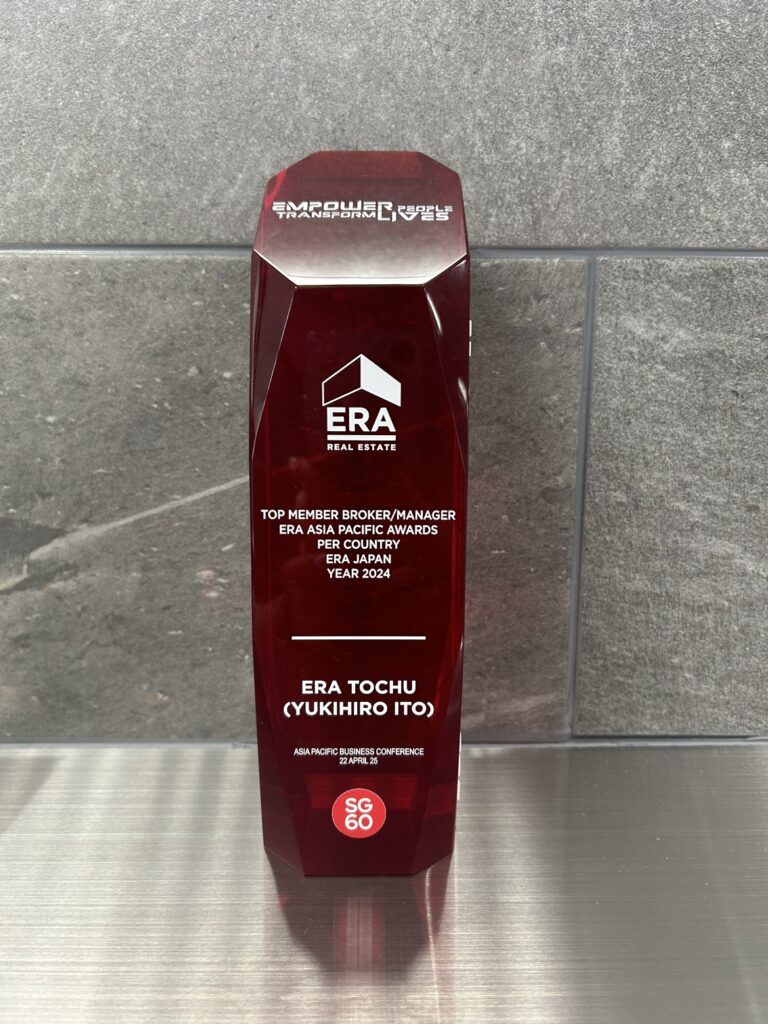 EMPOWER PEOPLE
TRANSFORM LIVES
ERA
REAL ESTATE
TOP MEMBER BROKER/MANAGER
ERA ASIA PACIFIC AWARDS
PER COUNTRY
ERA JAPAN
YEAR 2024
ERA TOCHU
(YUKIHIRO ITO)
ASIA PACIFIC BUSINESS CONFERENCE
22 APRIL 25
SG
60